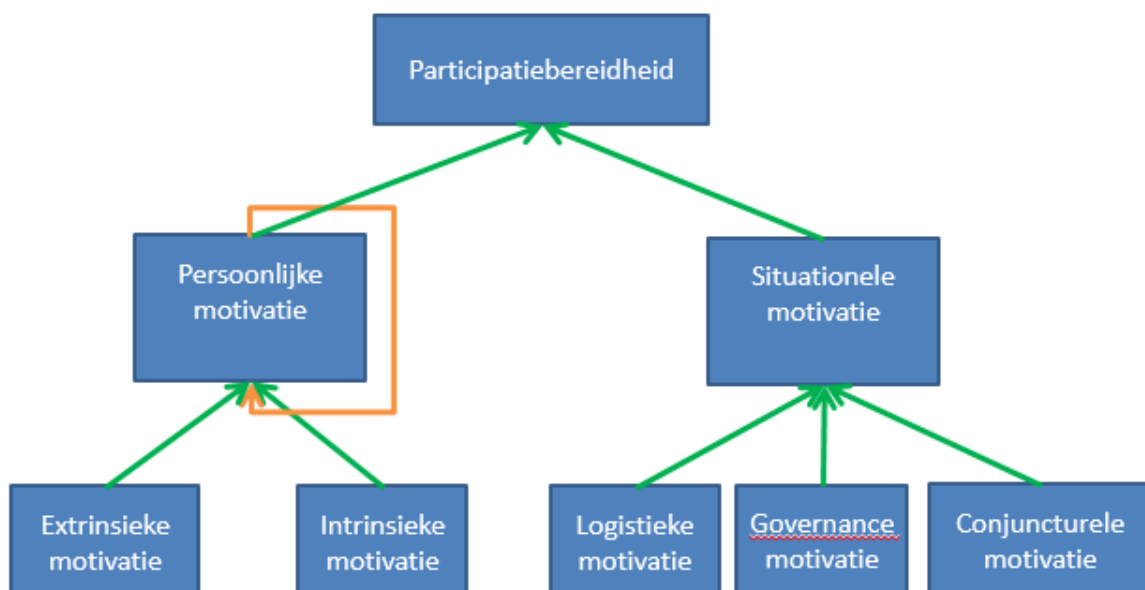 Participatiebereidheid
Persoonlijke
motivatie
Situationele
motivatie
Extrinsieke
motivatie
Intrinsieke
motivatie
Logistieke
motivatie
Governance
motivatie
Conjuncturele
motivatie